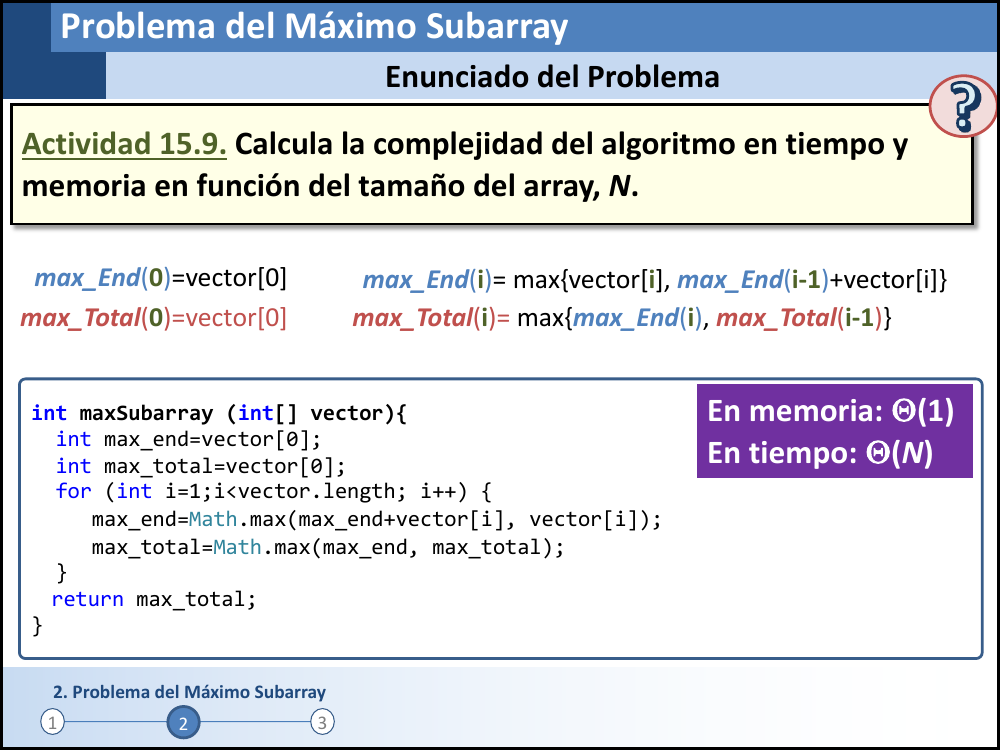 Problema del Máximo Subarray
Enunciado del Problema
?
Actividad 15.9. Calcula la complejidad del algoritmo en tiempo y
memoria en función del tamaño del array, N.
max_End(0)=vector[0]
max_End(i)= max{vector[i], max_End(i-1)+vector[i]}
max_Total(0)=vector[0]
max_Total(i)= max{max_End(i), max_Total(i-1)}
En memoria: Θ(1)
En tiempo: Θ(N)
int maxSubarray (int[] vector){
int max_end=vector[0];
int max_total=vector[0];
for (int i=1;i<vector.length; i++) {
max_end=Math.max(max_end+vector[i], vector[i]);
max_total=Math.max(max_end, max_total);
}
return max_total;
}
2. Problema del Máximo Subarray
1 2 3